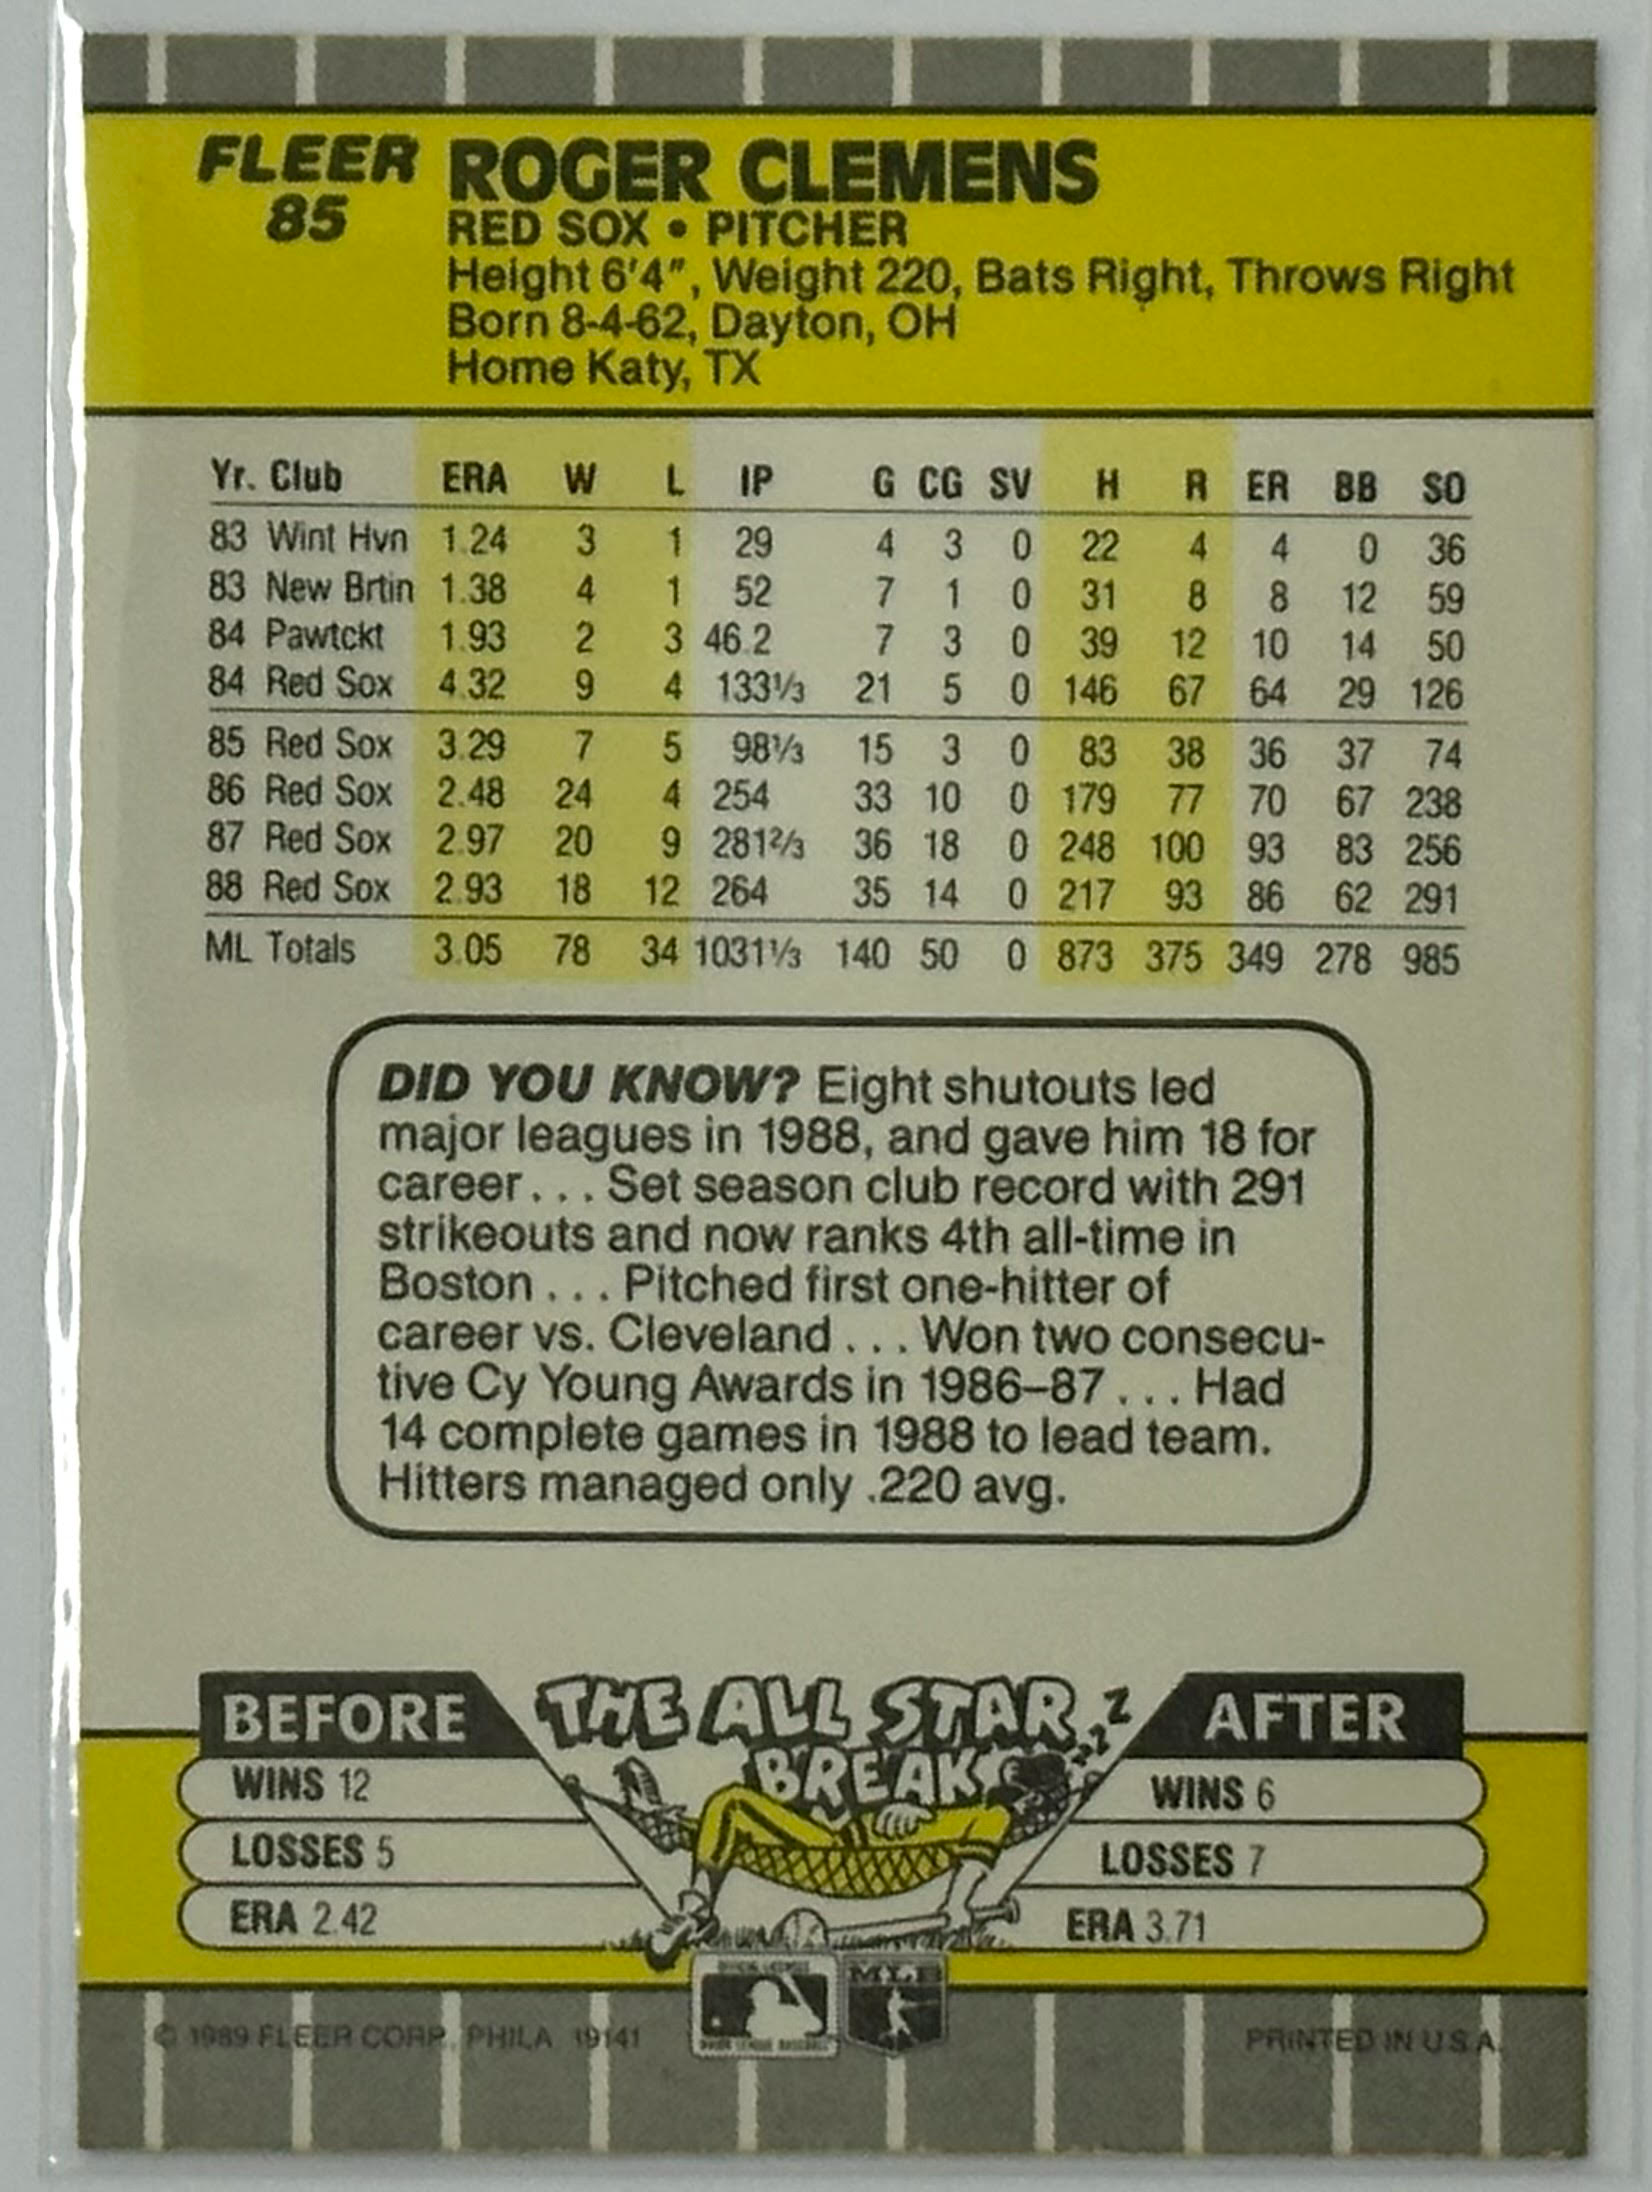 FLEER ROGER CLEMENS
85 RED SOX • PITCHER
Height 6'4", Weight 220, Bats Right, Throws Right
Born 8-4-62, Dayton, OH
Home Katy, TX
Yr. Club ERA W L IP G CG SV H R ER BB SO
83 Wint Hvn 1.24 3 1 29 4 3 0 22 4 4 0 36
83 New Brtin 1.38 4 1 52 7 1 0 31 8 8 12 59
84 Pawtckt 1.93 2 3 46.2 7 3 0 39 12 10 14 50
84 Red Sox 4.32 9 4 133⅓ 21 5 0 146 67 64 29 126
85 Red Sox 3.29 7 5 98⅓ 15 3 0 83 38 36 37 74
86 Red Sox 2.48 24 4 254 33 10 0 179 77 70 67 238
87 Red Sox 2.97 20 9 281⅔ 36 18 0 248 100 93 83 256
88 Red Sox 2.93 18 12 264 35 14 0 217 93 86 62 291
ML Totals 3.05 78 34 1031⅓ 140 50 0 873 375 349 278 985
DID YOU KNOW? Eight shutouts led
major leagues in 1988, and gave him 18 for
career . . . Set season club record with 291
strikeouts and now ranks 4th all-time in
Boston . . . Pitched first one-hitter of
career vs. Cleveland . . . Won two consecu-
tive Cy Young Awards in 1986–87 . . . Had
14 complete games in 1988 to lead team.
Hitters managed only .220 avg.
BEFORE THE ALL STAR BREAK ZZZZ AFTER
WINS 12 WINS 6
LOSSES 5 LOSSES 7
ERA 2.42 ERA 3.71
MLB
© 1989 FLEER CORP., PHILA 19141 PRINTED IN U.S.A.